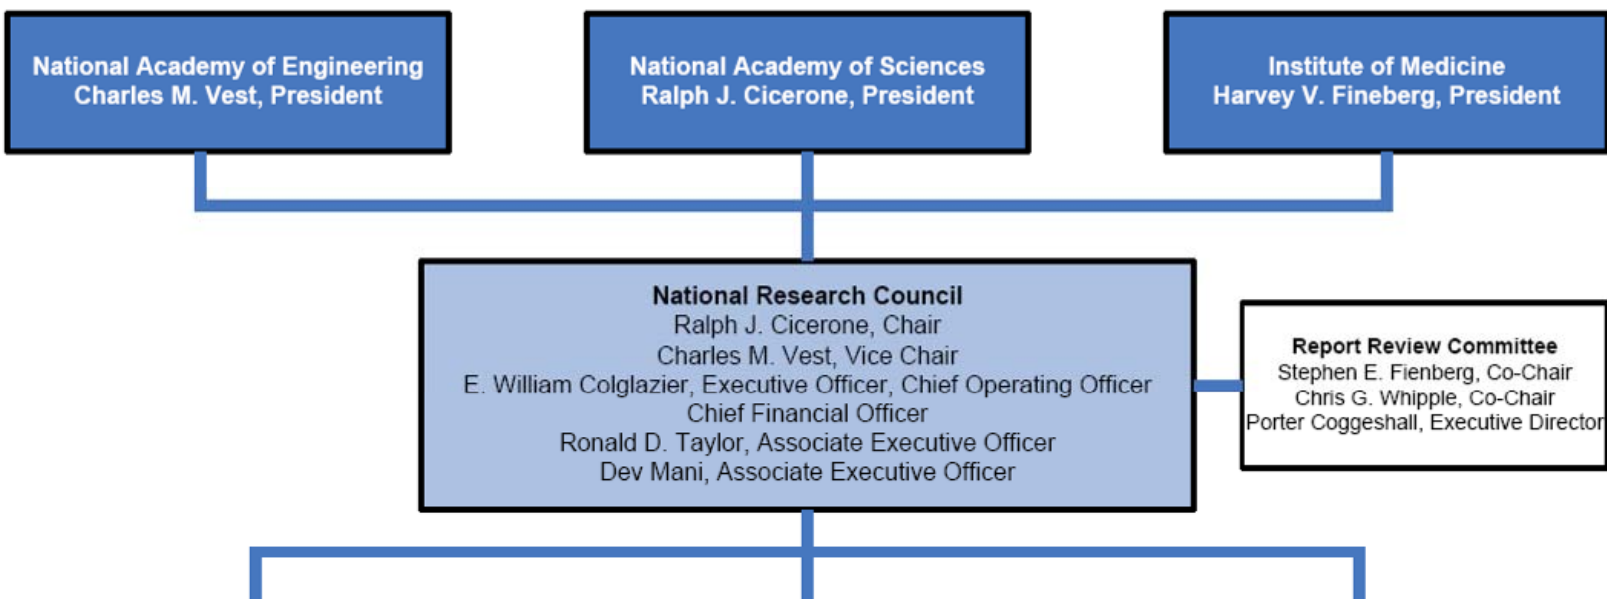 National Academy of Engineering
Charles M. Vest, President
National Academy of Sciences
Ralph J. Cicerone, President
Institute of Medicine
Harvey V. Fineberg, President
National Research Council
Ralph J. Cicerone, Chair
Charles M. Vest, Vice Chair
E. William Colglazier, Executive Officer, Chief Operating Officer
Chief Financial Officer
Ronald D. Taylor, Associate Executive Officer
Dev Mani, Associate Executive Officer
Report Review Committee
Stephen E. Fienberg, Co-Chair
Chris G. Whipple, Co-Chair
Porter Coggeshall, Executive Director